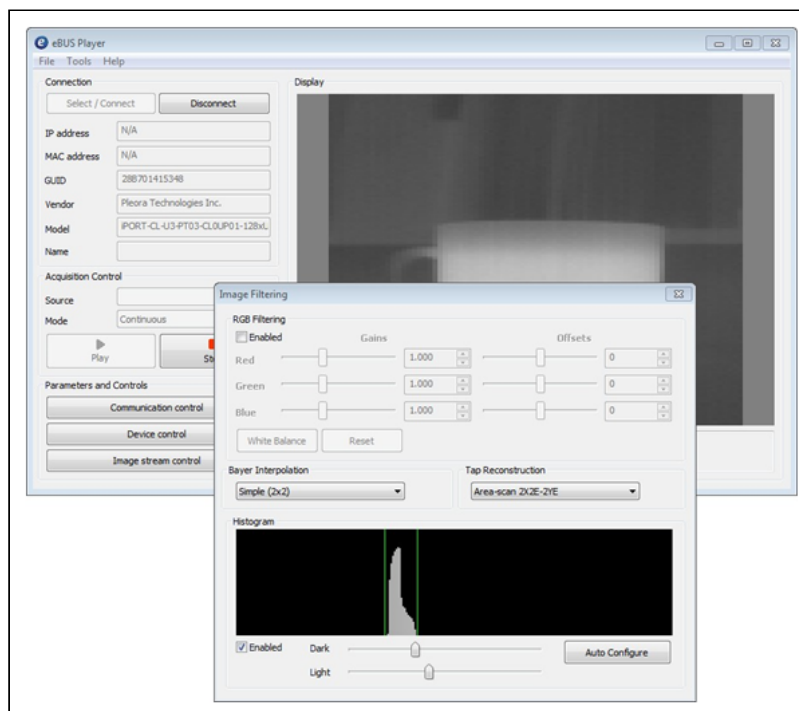 eBUS Player
File Tools Help
Connection
Select / Connect Disconnect
IP address N/A
MAC address N/A
GUID 28B701415348
Vendor Pleora Technologies Inc.
Model iPORT-CL-U3-PT03-CL0UP01-128xL
Name
Acquisition Control
Source
Mode Continuous
Play
Parameters and Controls
Communication control
Device control
Image stream control
Display
Image Filtering
RGB Filtering
Enabled Gains Offsets
Red 1.000 0
Green 1.000 0
Blue 1.000 0
White Balance Reset
Bayer Interpolation Tap Reconstruction
Simple (2x2) Area-scan 2X2E-2YE
Histogram
Enabled Dark Auto Configure
Light